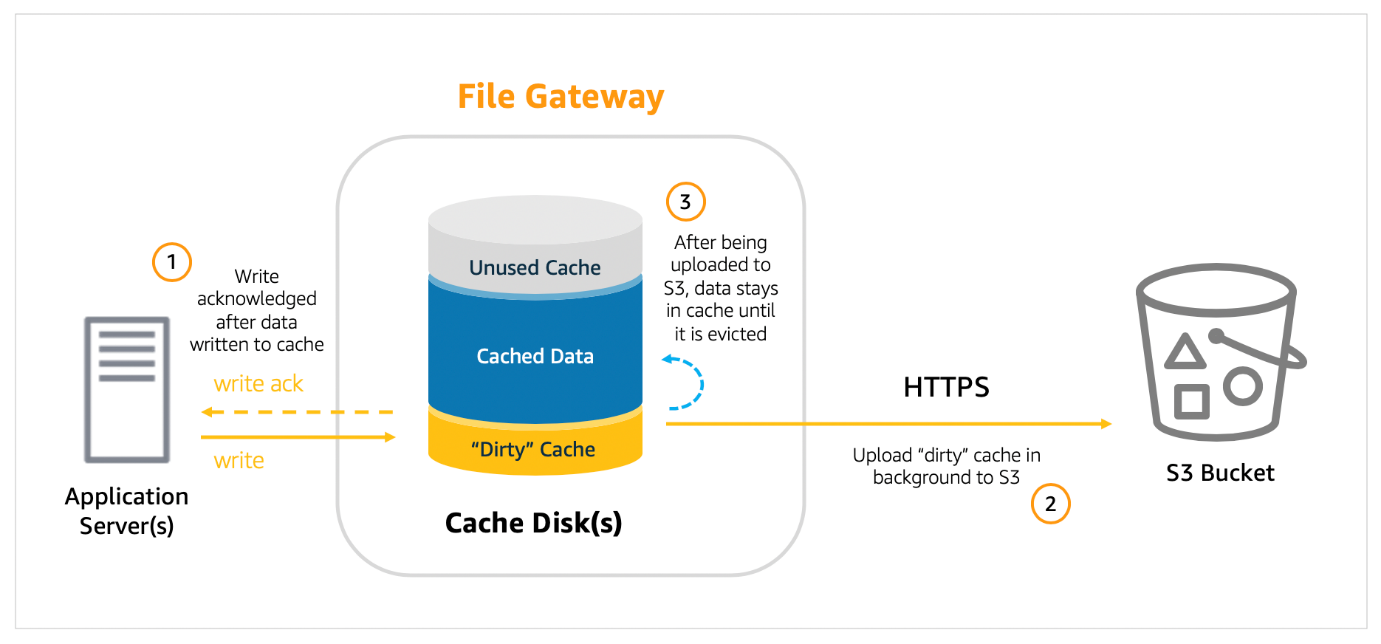 File Gateway
1
Write
acknowledged
after data
written to cache
write ack
write
Application
Server(s)
Unused Cache
Cached Data
“Dirty” Cache
Cache Disk(s)
3
After being
uploaded to
S3, data stays
in cache until
it is evicted
HTTPS
Upload “dirty” cache in
background to S3
2
S3 Bucket